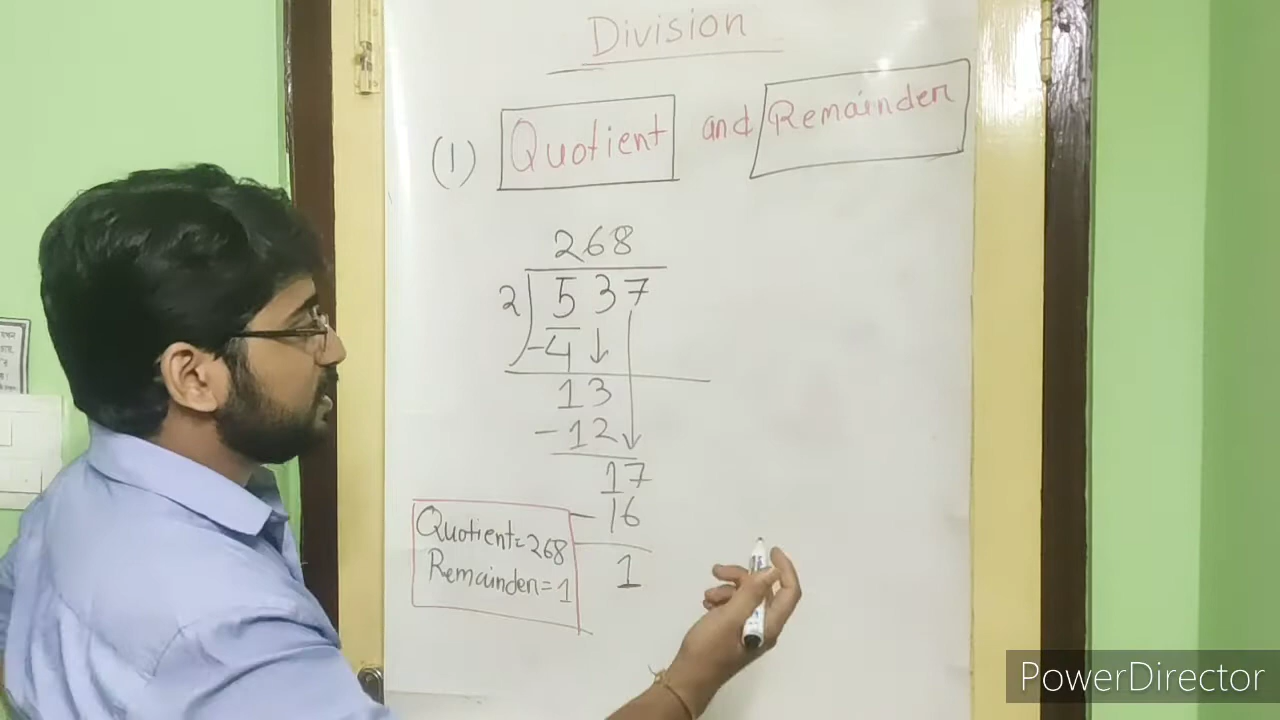 Division
(1) Quotient and Remainder
268
2 537
-4
13
-12
17
-16
1
Quotient=268
Remainder=1
PowerDirector